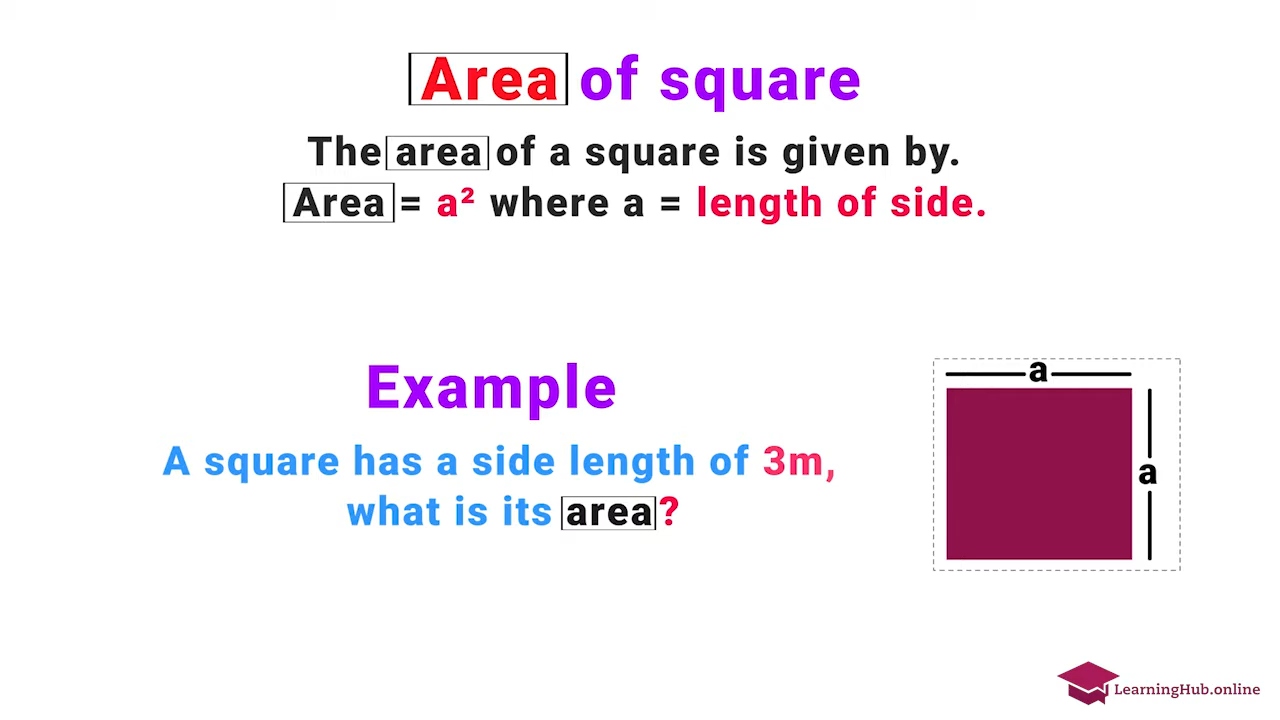 Area of square
The area of a square is given by.
Area = a² where a = length of side.
Example
A square has a side length of 3m,
what is its area?
a
a
LearningHub.online